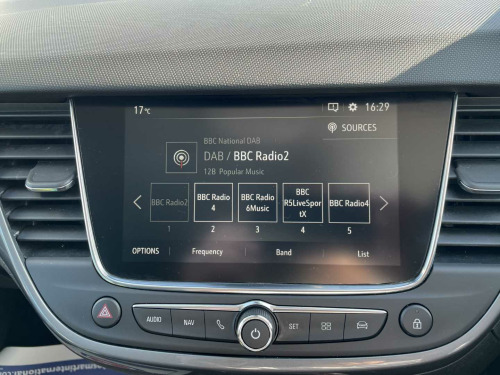 17°C
16:29
SOURCES
BBC National DAB
DAB / BBC Radio2
12B Popular Music
BBC Radio2
BBC Radio
4
BBC Radio
6Music
BBC
R5LiveSpor
tX
BBC Radio4
1
2
3
4
5
OPTIONS
Frequency
Band
List
AUDIO
NAV
SET